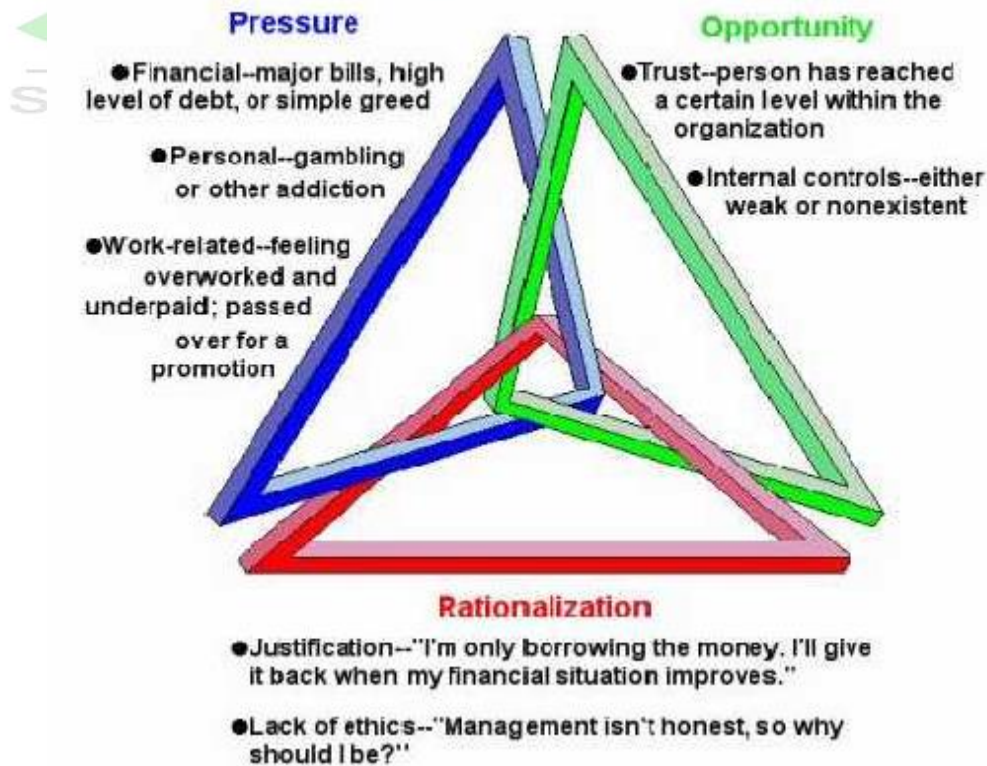 Pressure
●Financial--major bills, high
level of debt, or simple greed
●Personal--gambling
or other addiction
●Work-related--feeling
overworked and
underpaid; passed
over for a
promotion
Opportunity
●Trust--person has reached
a certain level within the
organization
●Internal controls--either
weak or nonexistent
Rationalization
●Justification--"I'm only borrowing the money. I'll give
it back when my financial situation improves."
●Lack of ethics--"Management isn't honest, so why
should I be?"